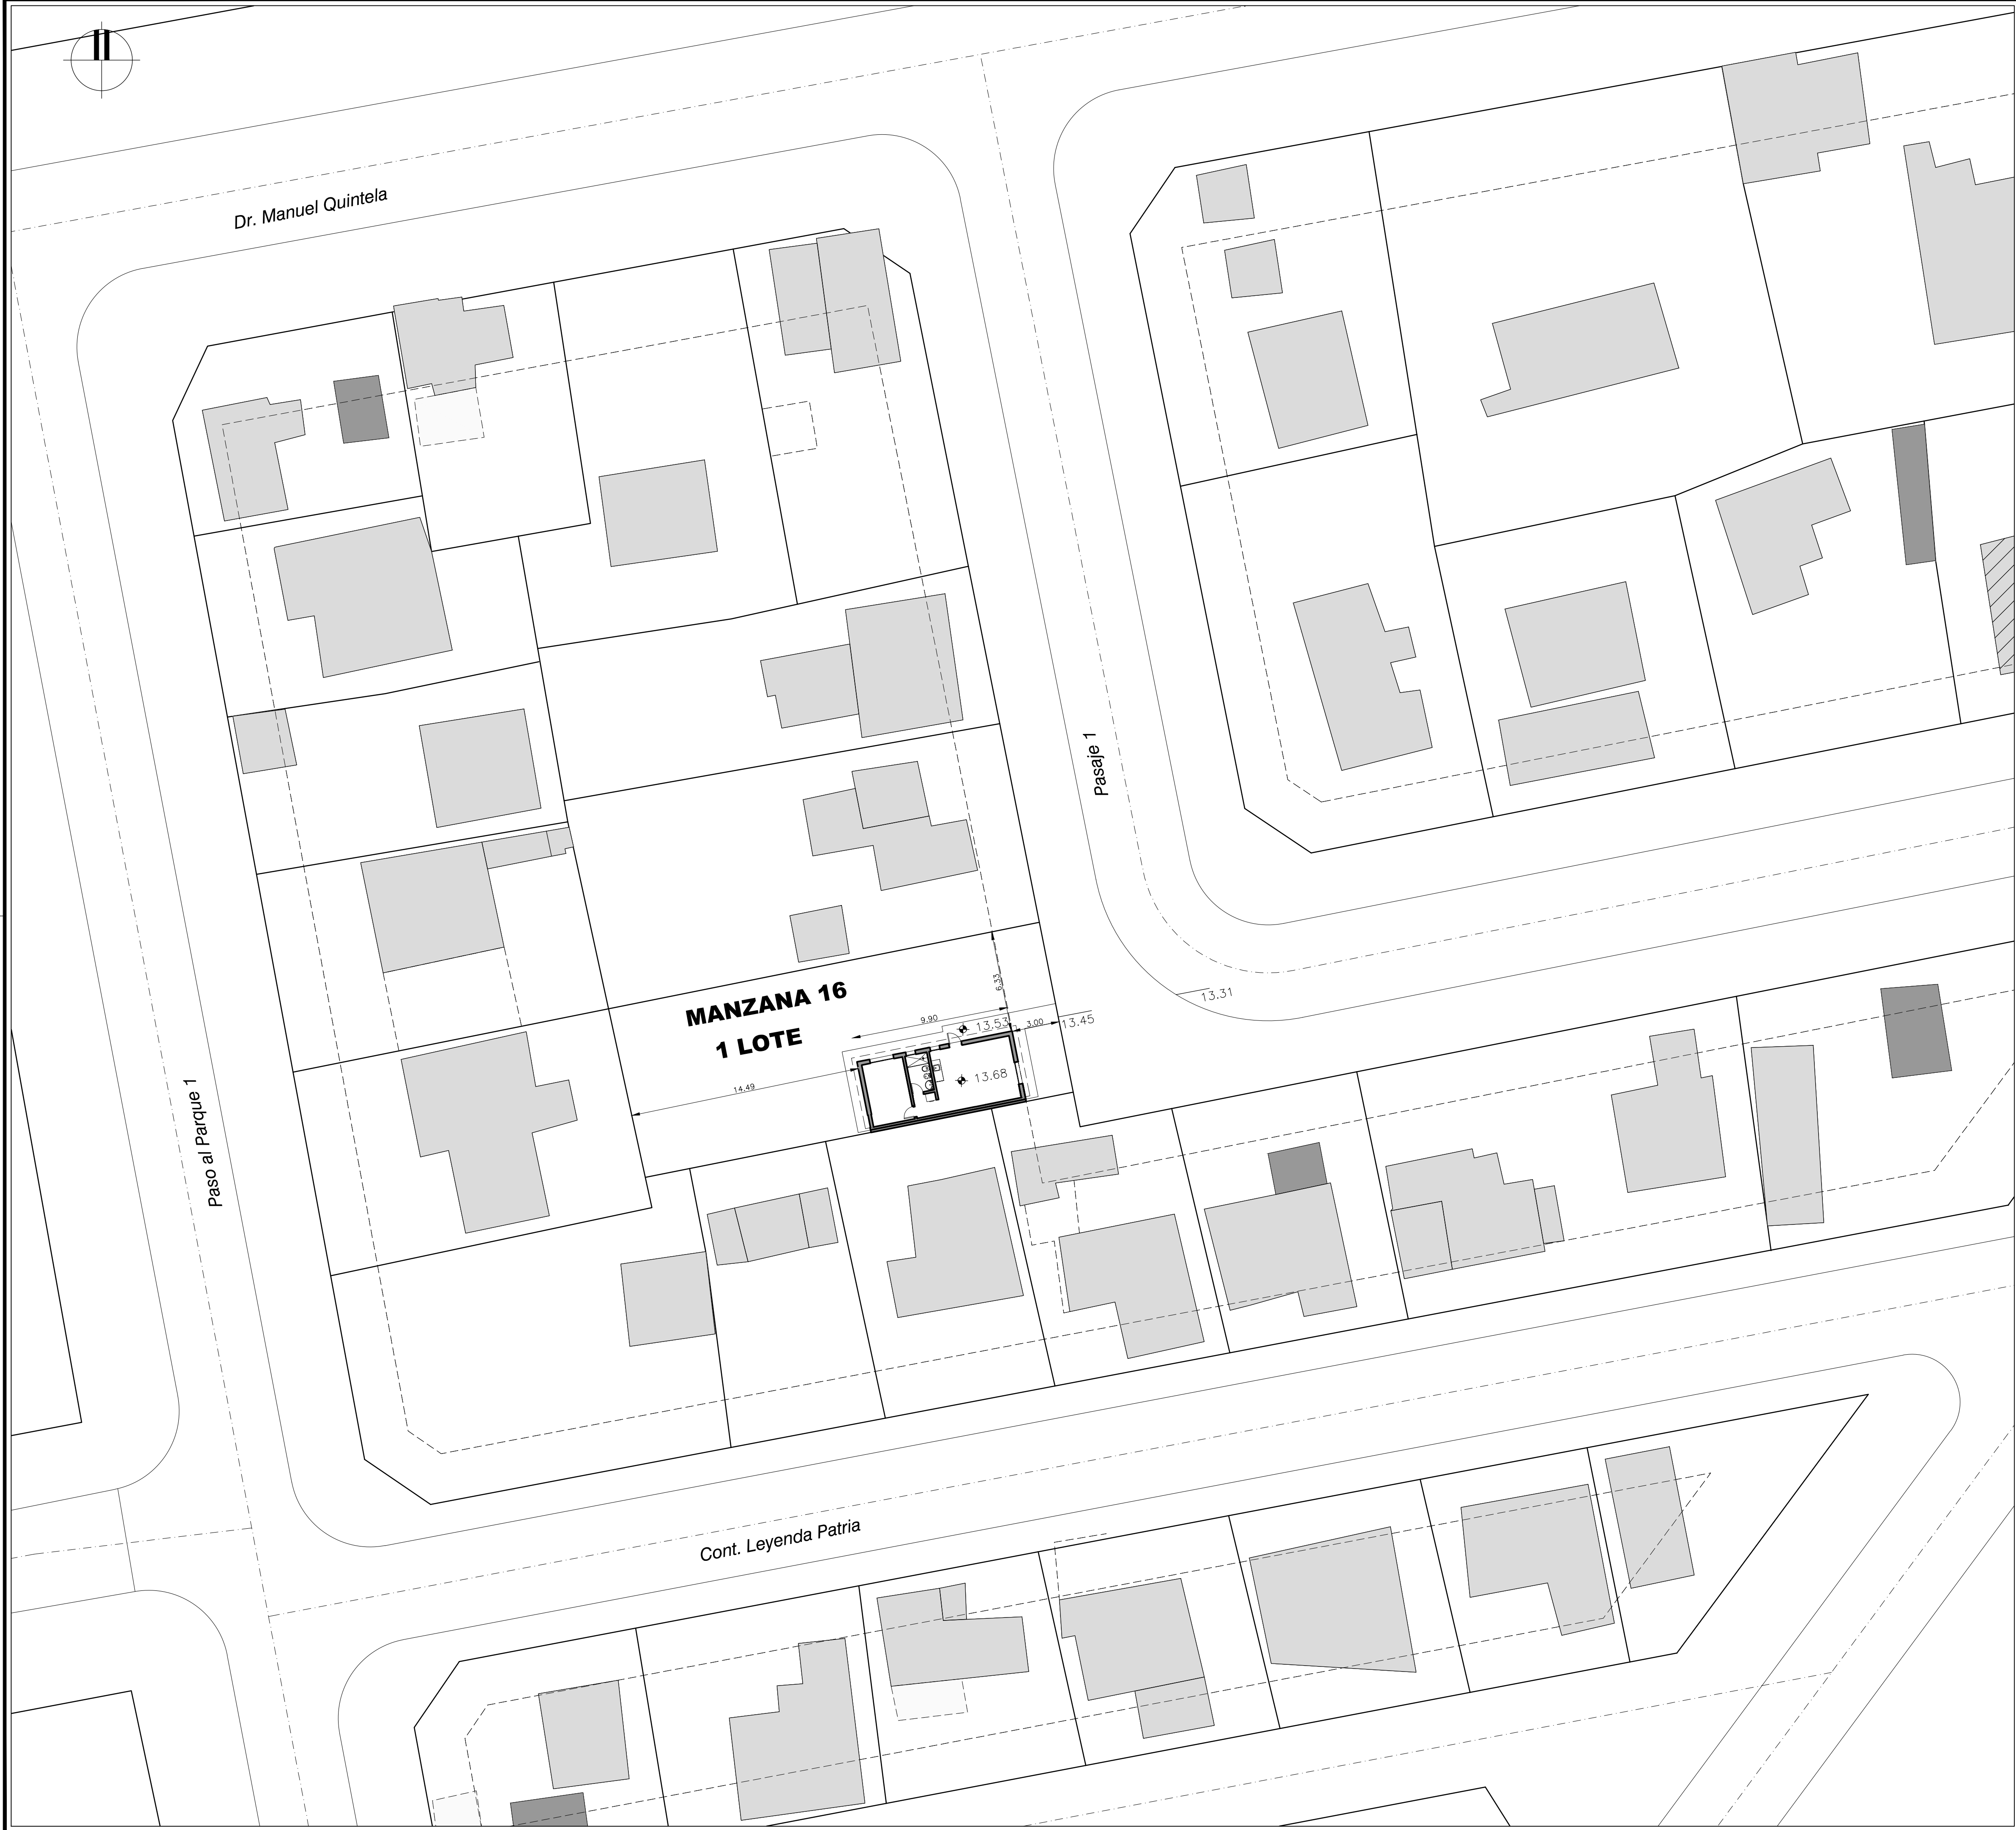 Dr. Manuel Quintela
Pasaje 1
MANZANA 16
1 LOTE
6.33
13.31
9.90
13.53
3.00
13.45
13.68
14.49
Paso al Parque 1
Cont. Leyenda Patria